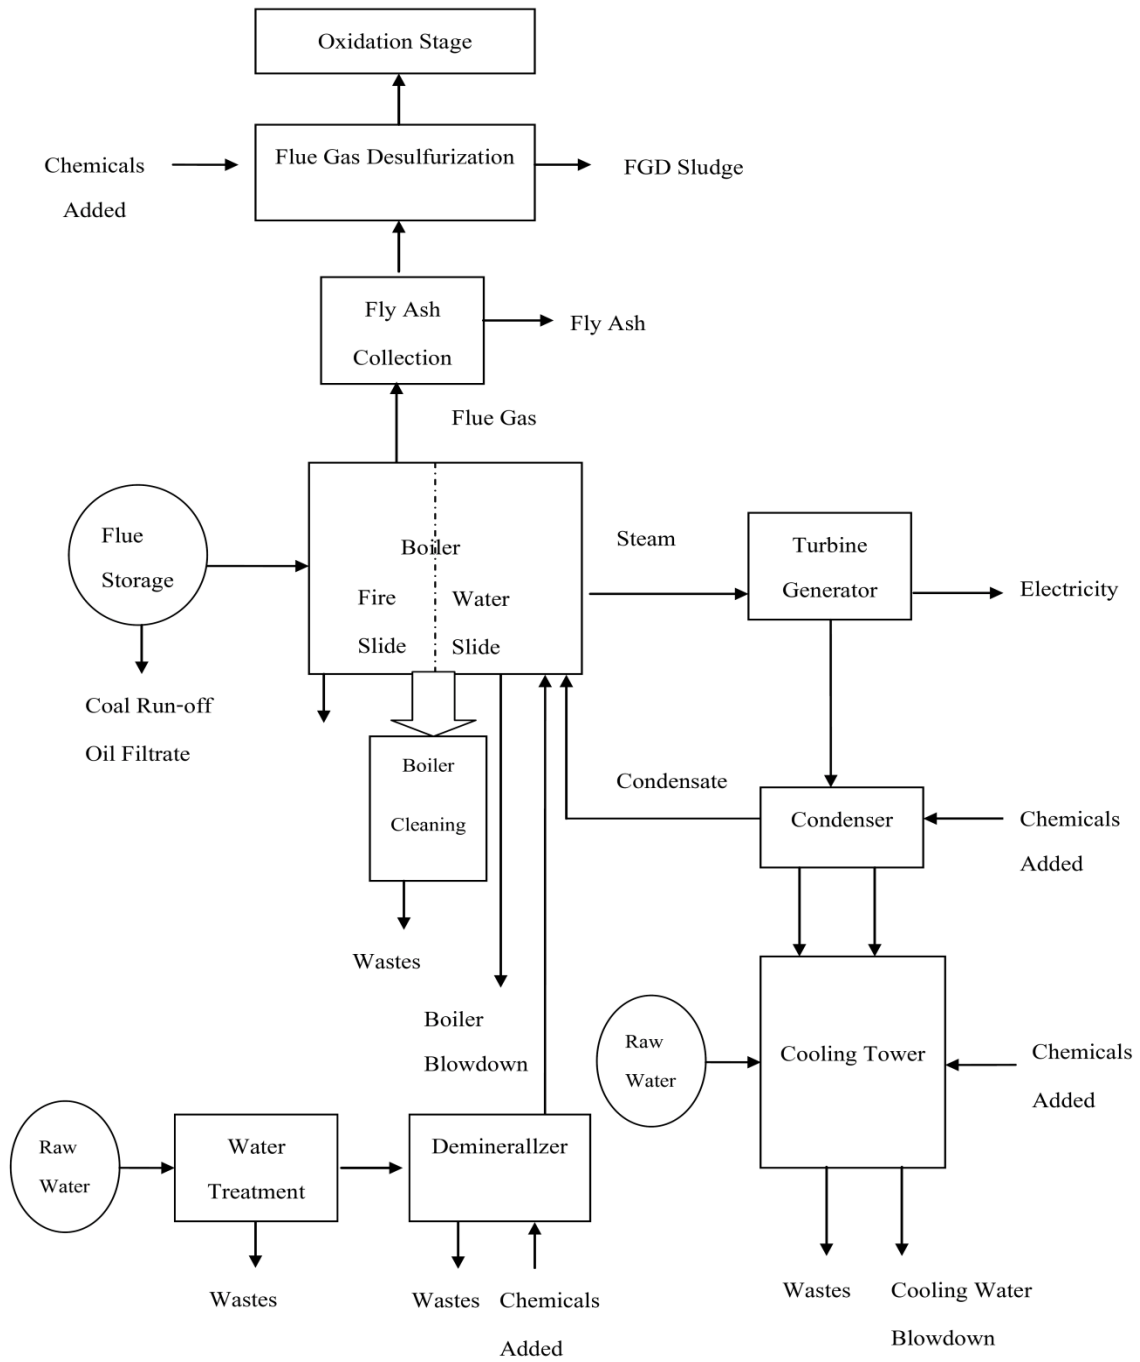 Oxidation Stage
Flue Gas Desulfurization
Chemicals
Added
FGD Sludge
Fly Ash
Collection
Fly Ash
Flue Gas
Flue
Storage
Boiler
Fire
Slide
Water
Slide
Steam
Turbine
Generator
Electricity
Coal Run-off
Oil Filtrate
Boiler
Cleaning
Condensate
Condenser
Chemicals
Added
Wastes
Boiler
Blowdown
Raw
Water
Cooling Tower
Chemicals
Added
Raw
Water
Water
Treatment
Deminerallzer
Wastes
Wastes
Chemicals
Added
Wastes
Cooling Water
Blowdown